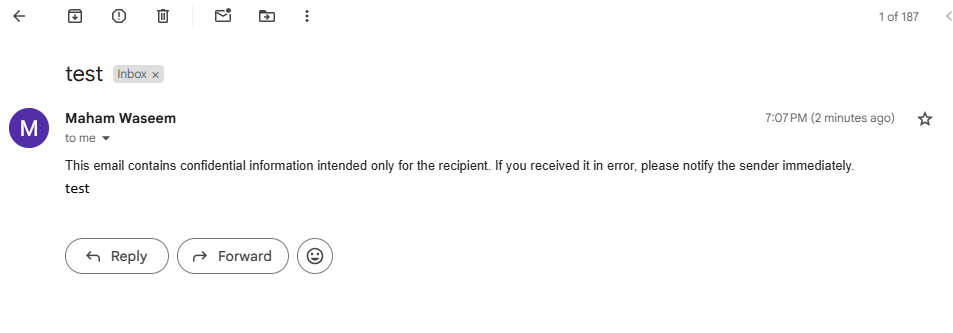 1 of 187
test Inbox ×
M
Maham Waseem 7:07 PM (2 minutes ago)
to me
This email contains confidential information intended only for the recipient. If you received it in error, please notify the sender immediately.
test
Reply Forward